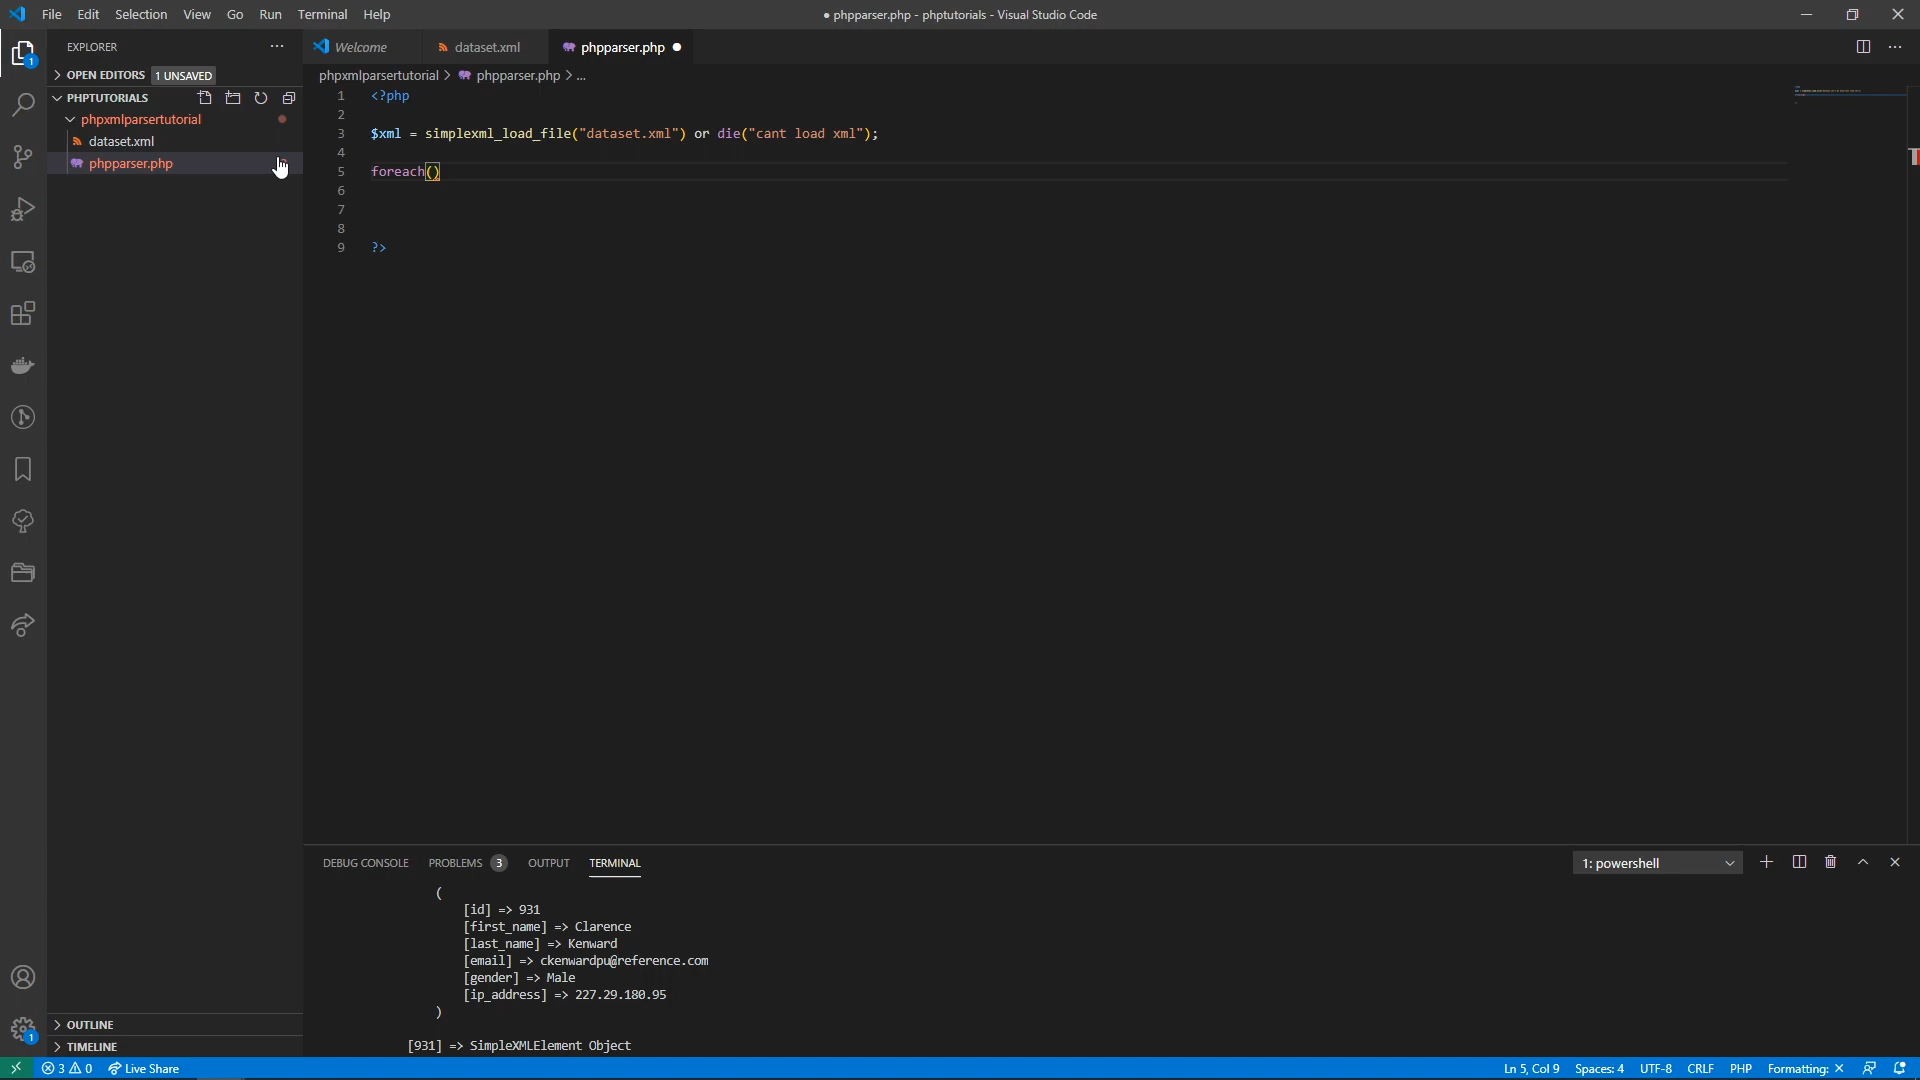 File Edit Selection View Go Run Terminal Help
● phpparser.php - phptutorials - Visual Studio Code
EXPLORER
OPEN EDITORS 1 UNSAVED
PHPTUTORIALS
phpxmlparsertutorial
dataset.xml
phpparser.php
OUTLINE
TIMELINE
1
1
Welcome dataset.xml phpparser.php
phpxmlparsertutorial > phpparser.php > ...
1 <?php
2
3 $xml = simplexml_load_file("dataset.xml") or die("cant load xml");
4
5 foreach()
6
7
8
9 ?>
DEBUG CONSOLE PROBLEMS 3 OUTPUT TERMINAL
1: powershell
(
[id] => 931
[first_name] => Clarence
[last_name] => Kenward
[email] => ckenwardpu@reference.com
[gender] => Male
[ip_address] => 227.29.180.95
)
[931] => SimpleXMLElement Object
3 0 Live Share
Ln 5, Col 9 Spaces: 4 UTF-8 CRLF PHP Formatting: ×